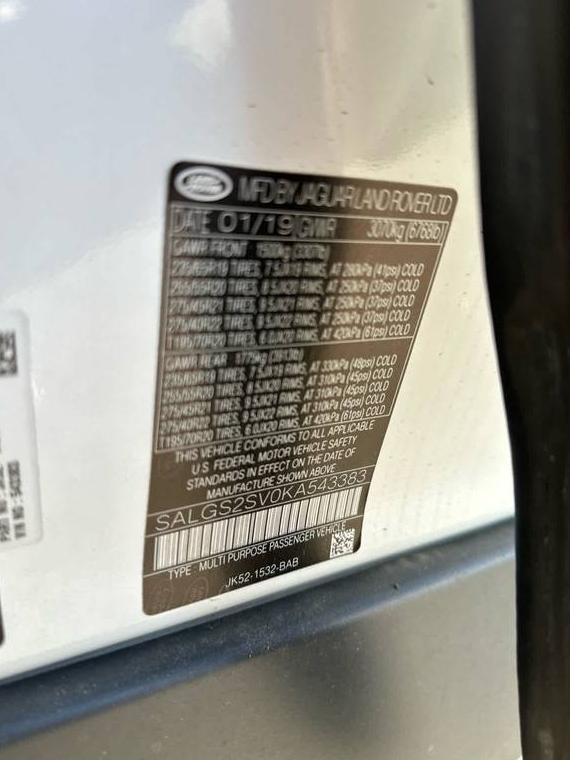 LAND ROVER
MFD BY JAGUAR LAND ROVER LTD
DATE 01/19 GVWR 3070kg (6768lb)
GAWR FRONT 1500kg
235/65R19 TIRES, 7.5JX19 RIMS, AT 280kPa (41psi) COLD
255/55R20 TIRES, 8.5JX20 RIMS, AT 250kPa (37psi) COLD
275/45R21 TIRES, 9.5JX21 RIMS, AT 250kPa (37psi) COLD
275/40R22 TIRES, 9.5JX22 RIMS, AT 250kPa (37psi) COLD
T195/70R20 TIRES, 6.0JX20 RIMS, AT 420kPa (61psi) COLD
GAWR REAR 1775kg (3913lb)
235/65R19 TIRES, 7.5JX19 RIMS, AT 330kPa (48psi) COLD
255/55R20 TIRES, 8.5JX20 RIMS, AT 310kPa (45psi) COLD
275/45R21 TIRES, 9.5JX21 RIMS, AT 310kPa (45psi) COLD
275/40R22 TIRES, 9.5JX22 RIMS, AT 310kPa (45psi) COLD
T195/70R20 TIRES, 6.0JX20 RIMS, AT 420kPa (61psi) COLD
THIS VEHICLE CONFORMS TO ALL APPLICABLE
U.S. FEDERAL MOTOR VEHICLE SAFETY
STANDARDS IN EFFECT ON THE DATE OF
MANUFACTURE SHOWN ABOVE
SALGS2SV0KA543383
TYPE MULTI PURPOSE PASSENGER VEHICLE
JK52-1532-BAB